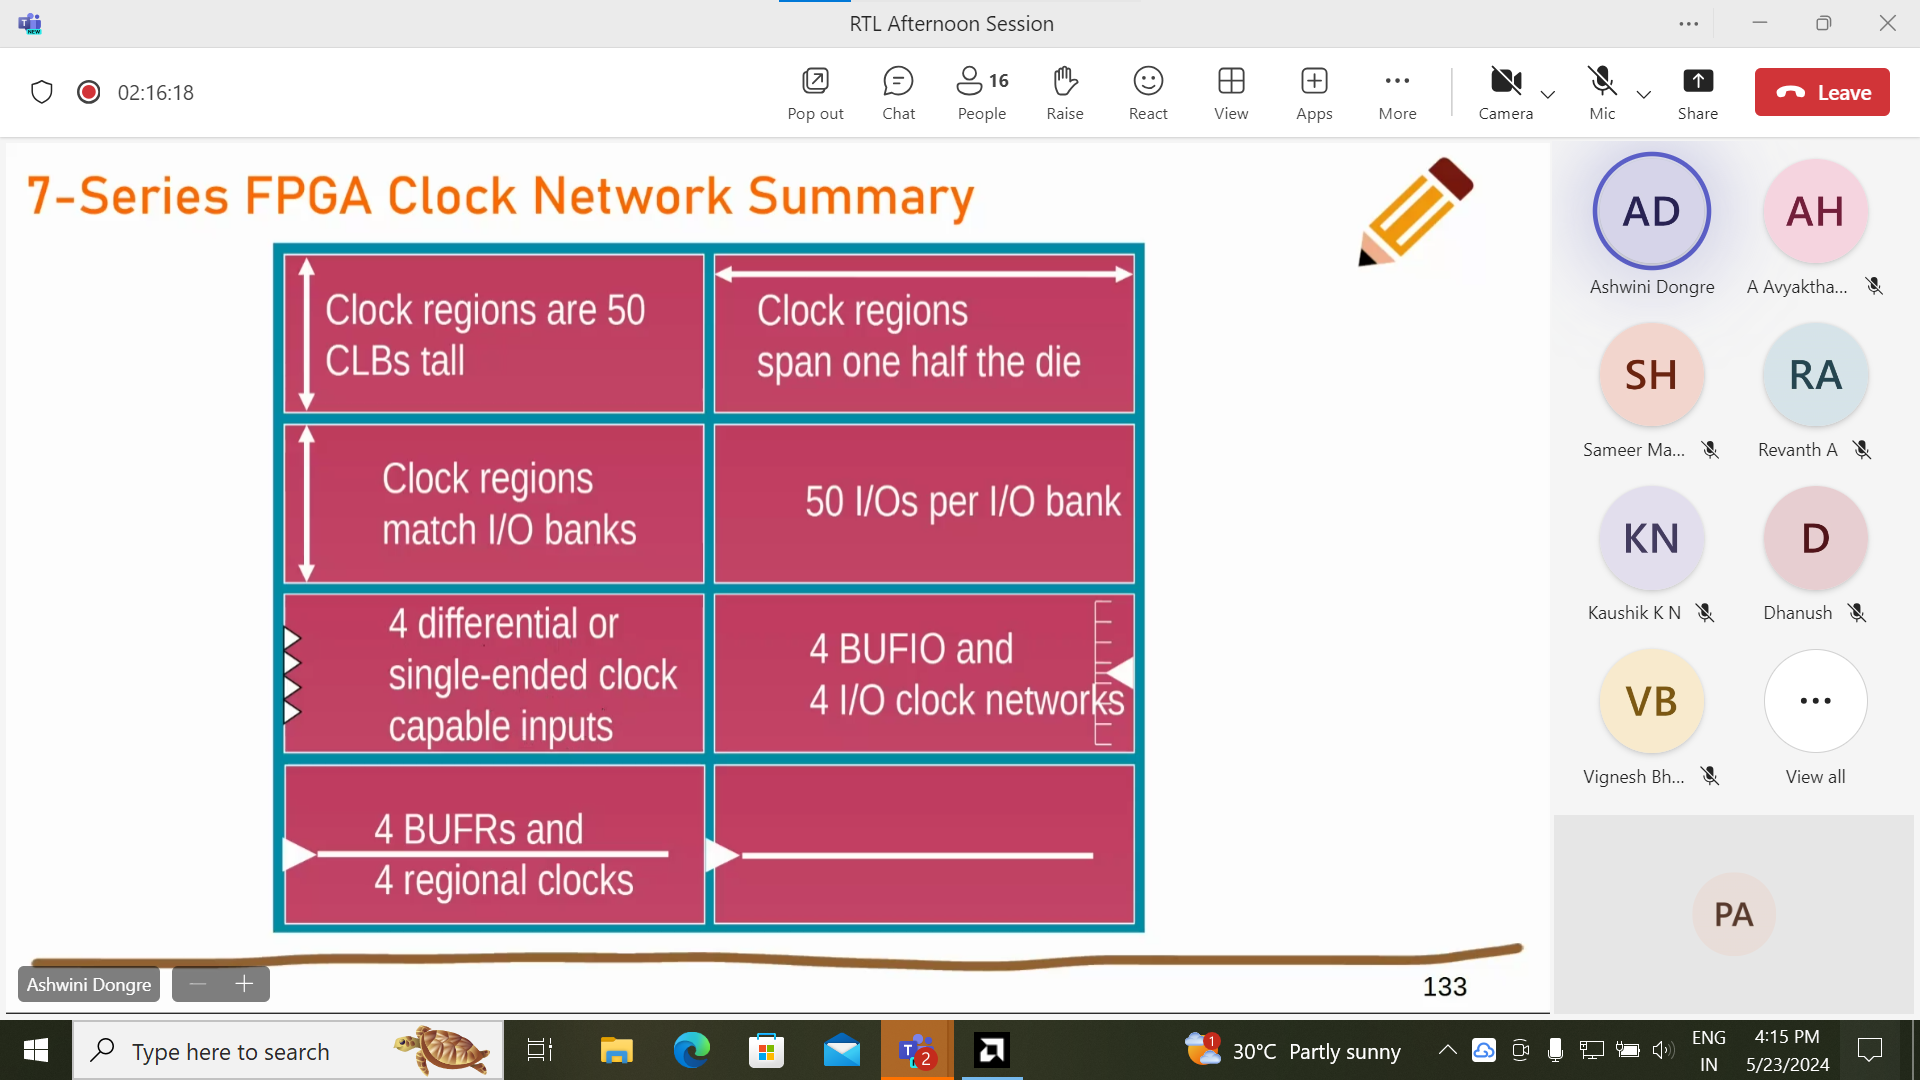 RTL Afternoon Session
NEW
02:16:18
Pop out
Chat
16
People
Raise
React
View
Apps
More
Camera
Mic
Share
Leave
7-Series FPGA Clock Network Summary
Clock regions are 50
CLBs tall
Clock regions
span one half the die
Clock regions
match I/O banks
50 I/Os per I/O bank
4 differential or
single-ended clock
capable inputs
4 BUFIO and
4 I/O clock networks
4 BUFRs and
4 regional clocks
133
Ashwini Dongre
AD
Ashwini Dongre
AH
A Avyaktha...
SH
Sameer Ma...
RA
Revanth A
KN
Kaushik K N
D
Dhanush
VB
Vignesh Bh...
View all
PA
Type here to search
2
1
30°C Partly sunny
ENG
IN
4:15 PM
5/23/2024